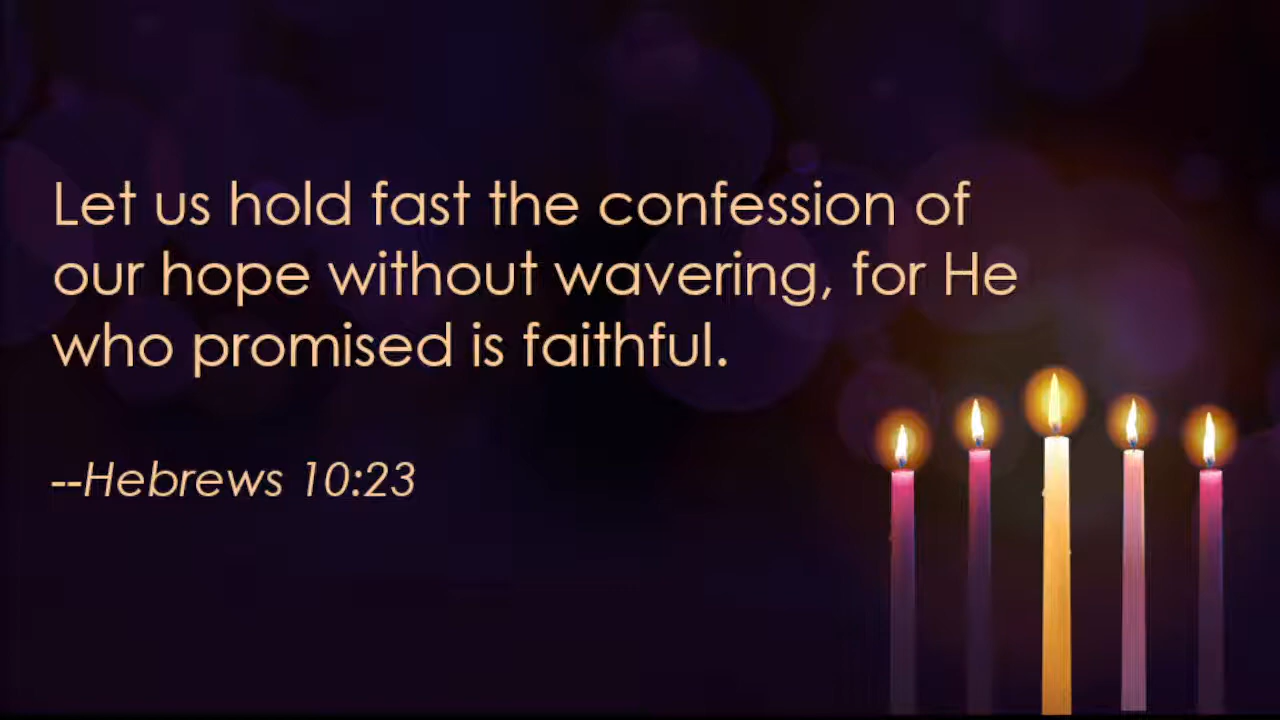 Let us hold fast the confession of
our hope without wavering, for He
who promised is faithful.
--Hebrews 10:23